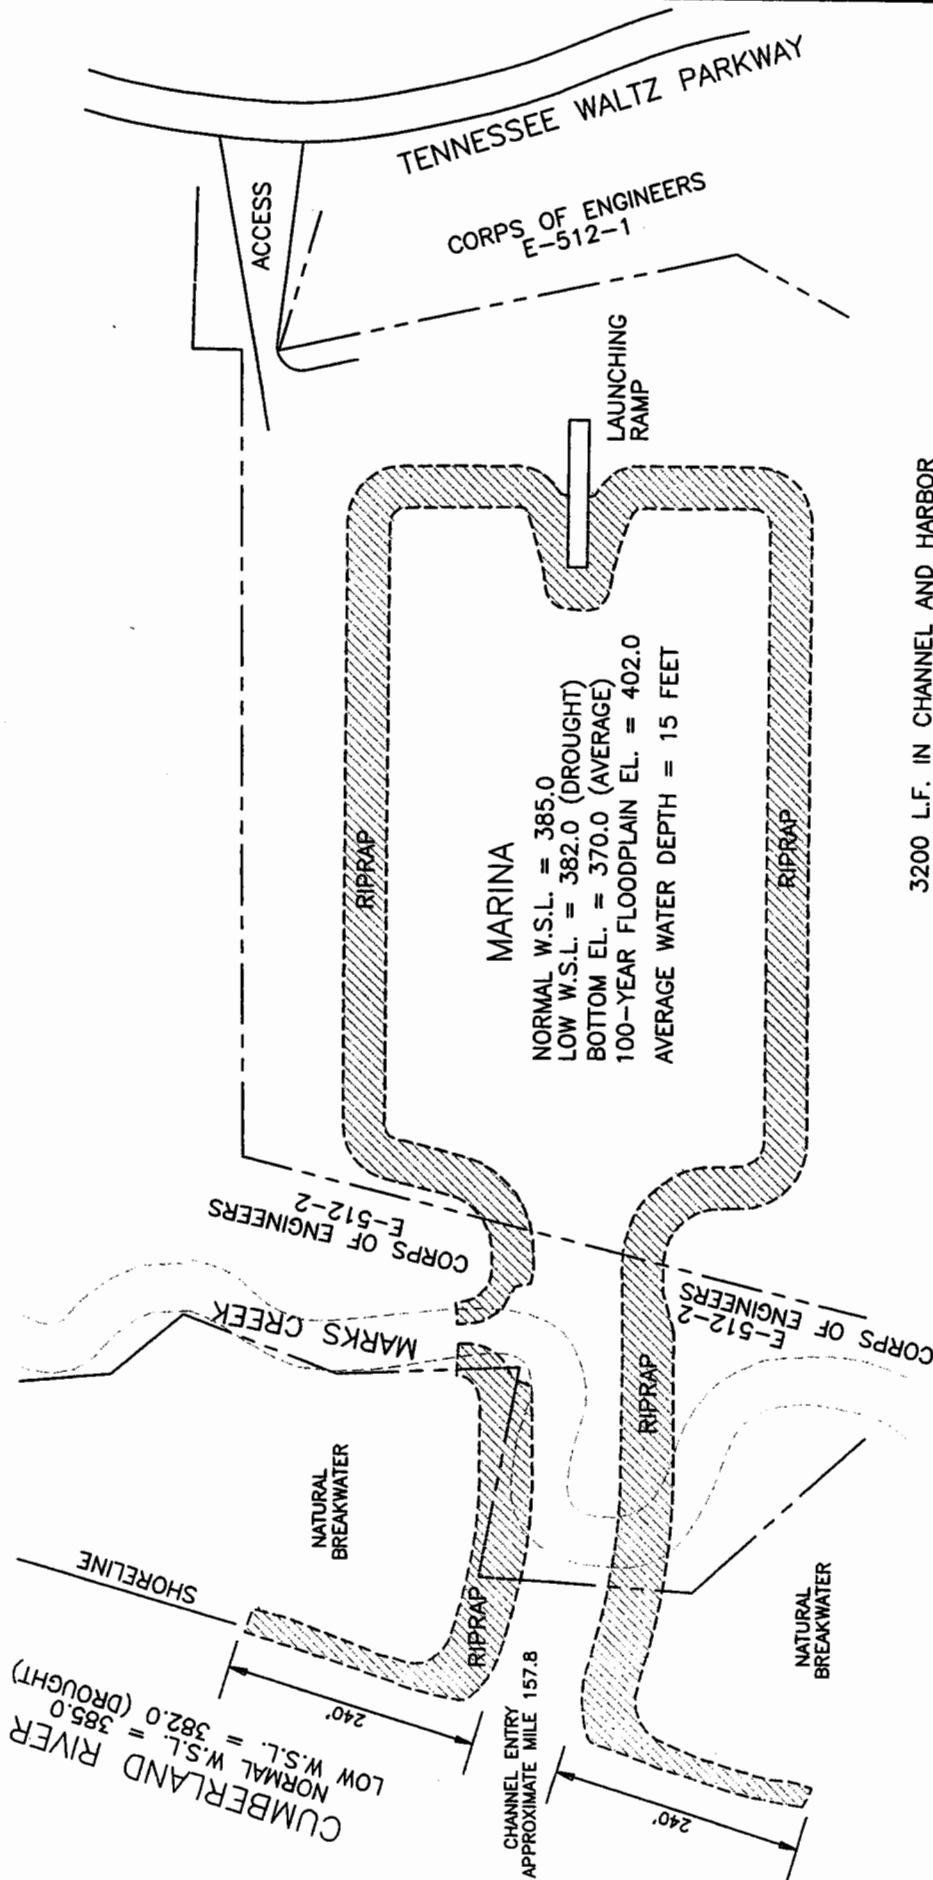 TENNESSEE WALTZ PARKWAY
ACCESS
CORPS OF ENGINEERS
E-512-1
LAUNCHING
RAMP
RIPRAP
MARINA
NORMAL W.S.L. = 385.0
LOW W.S.L. = 382.0 (DROUGHT)
BOTTOM EL. = 370.0 (AVERAGE)
100-YEAR FLOODPLAIN EL. = 402.0
AVERAGE WATER DEPTH = 15 FEET
RIPRAP
3200 L.F. IN CHANNEL AND HARBOR
CORPS OF ENGINEERS
E-512-2
MARKS CREEK
E-512-2
CORPS OF ENGINEERS
RIPRAP
NATURAL
BREAKWATER
SHORELINE
RIPRAP
NATURAL
BREAKWATER
240'
CHANNEL ENTRY
APPROXIMATE MILE 157.8
240'
CUMBERLAND RIVER
NORMAL W.S.L. = 385.0
LOW W.S.L. = 382.0 (DROUGHT)